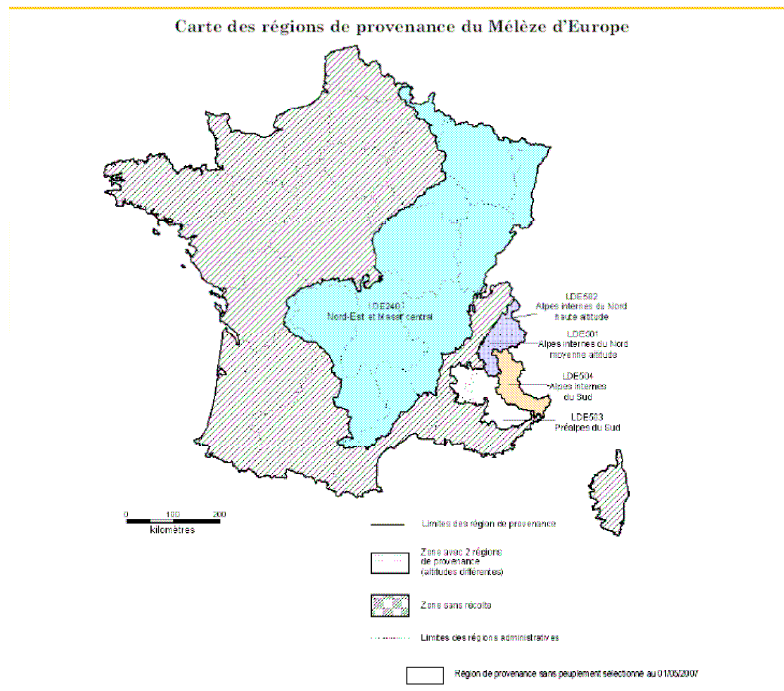 Carte des régions de provenance du Mélèze d'Europe
LDE240
Nord-Est et Massif central
LDE502
Alpes internes du Nord
haute altitude
LDE501
Alpes internes du Nord
moyenne altitude
LDE504
Alpes internes
du Sud
LDE503
Préalpes du Sud
0 100 200
kilomètres
Limites des région de provenance
Zone avec 2 régions
de provenance
(altitudes différentes)
Zone sans récolte
Limites des régions administratives
Région de provenance sans peuplement sélectionné au 01/05/2007